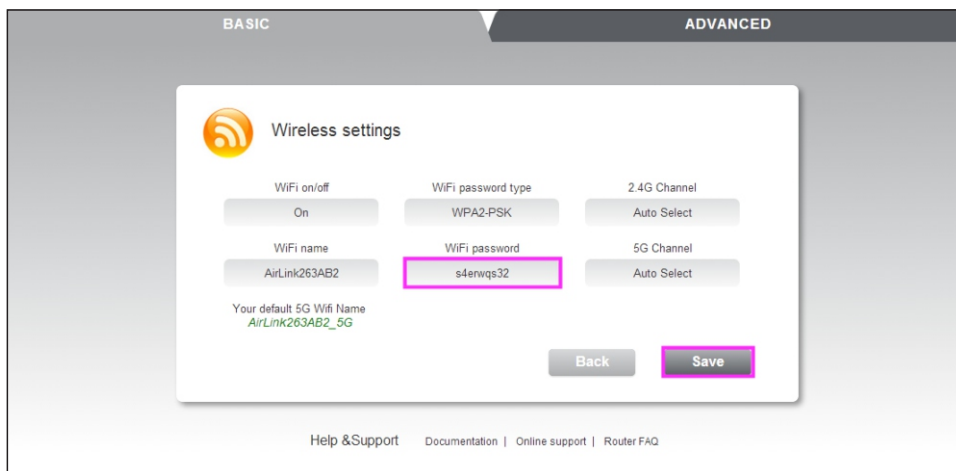 BASIC ADVANCED
Wireless settings
WiFi on/off WiFi password type 2.4G Channel
On WPA2-PSK Auto Select
WiFi name WiFi password 5G Channel
AirLink263AB2 s4erwqs32 Auto Select
Your default 5G Wifi Name
AirLink263AB2_5G
Back Save
Help &Support Documentation | Online support | Router FAQ